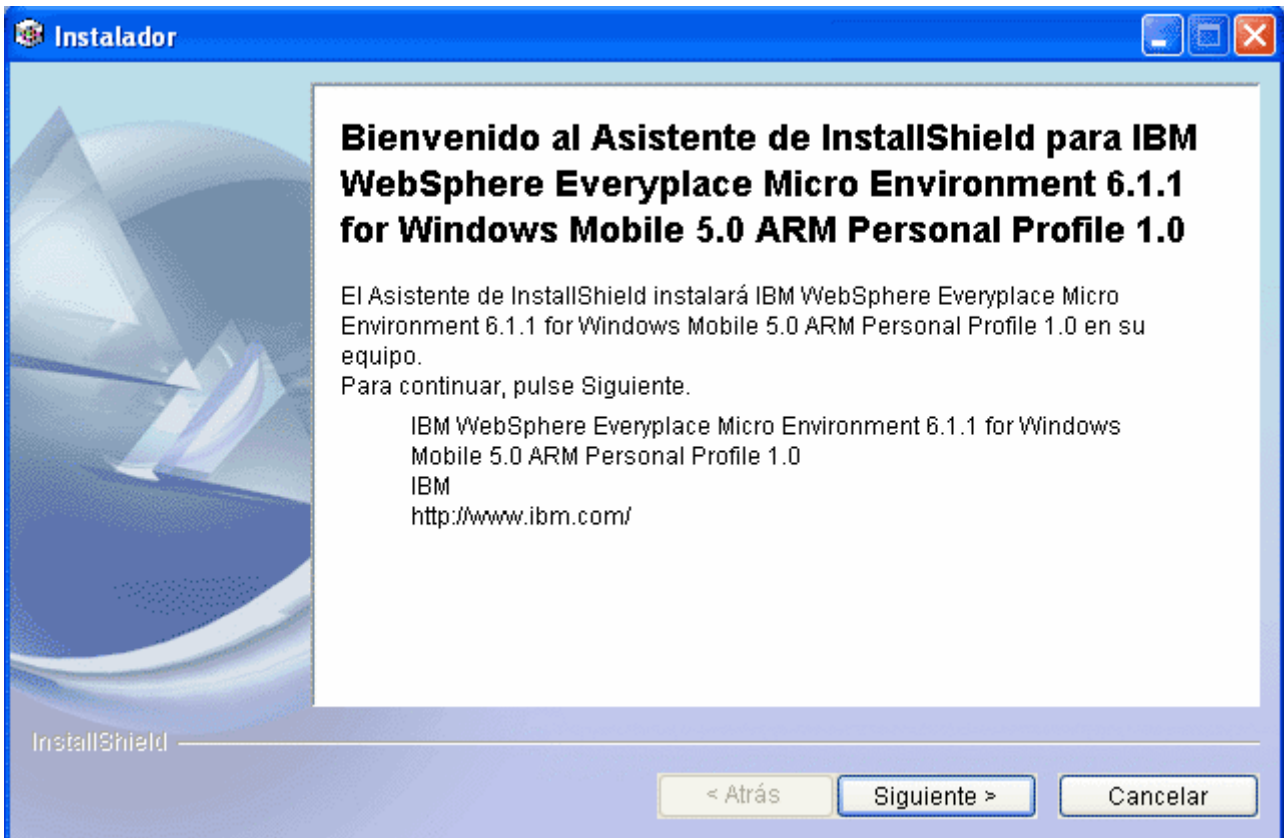 Instalador
Bienvenido al Asistente de InstallShield para IBM
WebSphere Everyplace Micro Environment 6.1.1
for Windows Mobile 5.0 ARM Personal Profile 1.0
El Asistente de InstallShield instalará IBM WebSphere Everyplace Micro
Environment 6.1.1 for Windows Mobile 5.0 ARM Personal Profile 1.0 en su
equipo.
Para continuar, pulse Siguiente.
IBM WebSphere Everyplace Micro Environment 6.1.1 for Windows
Mobile 5.0 ARM Personal Profile 1.0
IBM
http://www.ibm.com/
InstallShield
< Atrás
Siguiente >
Cancelar